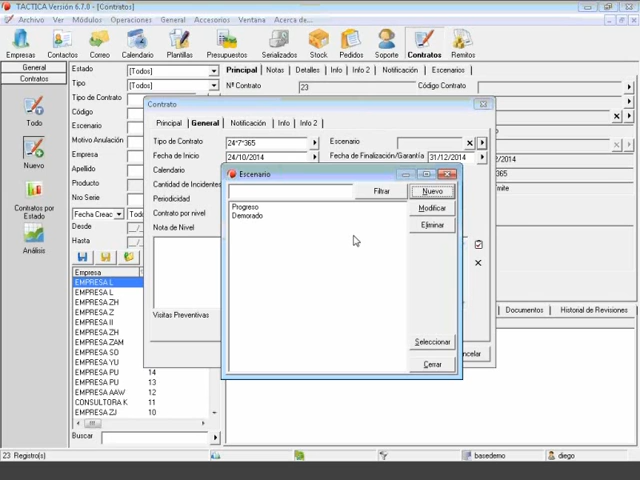 TACTICA Versión 6.7.8 - [Contratos]
Archivo Ver Módulos Operaciones General Accesorios Ventana Acerca de...
Empresas Contactos Correo Calendario Plantillas Presupuestos Serializados Stock Pedidos Soporte Contratos Remitos
General
Contratos
Todo
Nuevo
Contratos por Estado
Análisis
Estado [Todos]
Tipo [Todos]
Tipo de Contrato
Código
Escenario
Motivo Anulación
Empresa
Apellido
Producto
Nro Serie
Fecha Creac
Desde
Hasta
Empresa
EMPRESA L
EMPRESA L
EMPRESA ZH
EMPRESA Z
EMPRESA II
EMPRESA ZH
EMPRESA ZAM
EMPRESA SO
EMPRESA YU
EMPRESA PU 14
EMPRESA PU 13
EMPRESA AAW 12
CONSULTORA K 11
EMPRESA ZJ 10
Buscar
Principal Notas Detalles Info Info 2 Notificación Escenarios
Nº Contrato 23 Código Contrato
Contrato
Principal General Notificación Info Info 2
Tipo de Contrato 24*7*365 Escenario
Fecha de Inicio 24/10/2014 Fecha de Finalización/Garantía 31/12/2014
Calendario
Cantidad de Incidentes
Periodicidad
Contrato por nivel
Nota de Nivel
Visitas Preventivas
Escenario
Filtrar Nuevo
Progreso
Demorado
Modificar
Eliminar
Seleccionar
Cerrar
Documentos Historial de Revisiones
23 Registro(s) basedemo diego